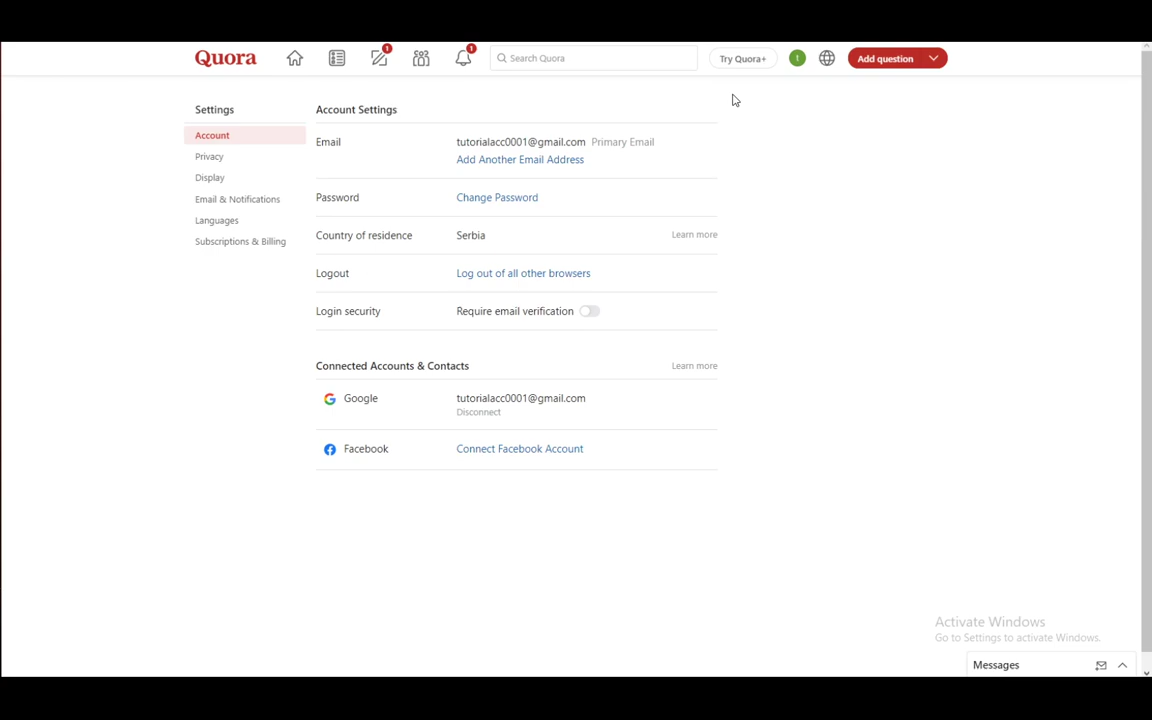 Quora
1
1
Search Quora
Try Quora+
t
Add question
Settings
Account
Privacy
Display
Email & Notifications
Languages
Subscriptions & Billing
Account Settings
Email
tutorialacc0001@gmail.com Primary Email
Add Another Email Address
Password
Change Password
Country of residence
Serbia
Learn more
Logout
Log out of all other browsers
Login security
Require email verification
Connected Accounts & Contacts
Learn more
Google
tutorialacc0001@gmail.com
Disconnect
Facebook
Connect Facebook Account
Activate Windows
Go to Settings to activate Windows.
Messages